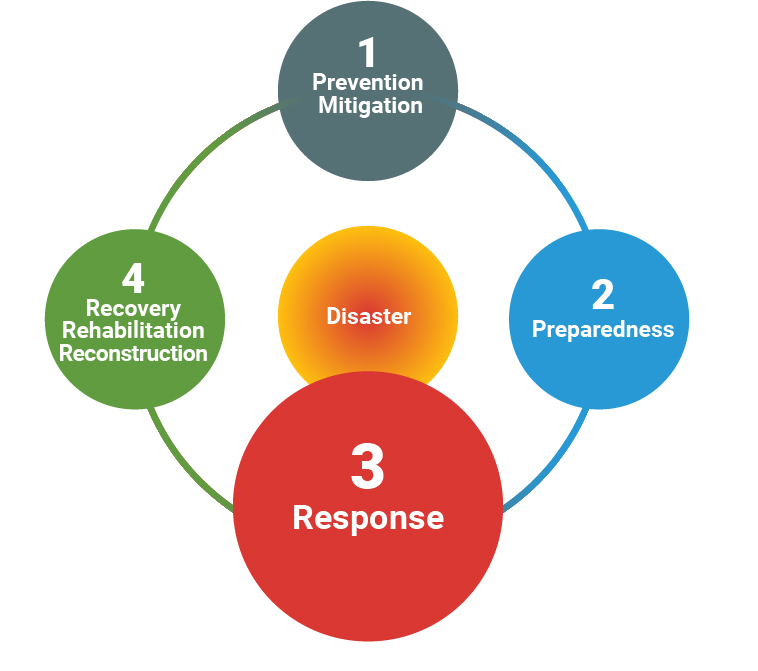 1
Prevention
Mitigation
2
Preparedness
Disaster
3
Response
4
Recovery
Rehabilitation
Reconstruction